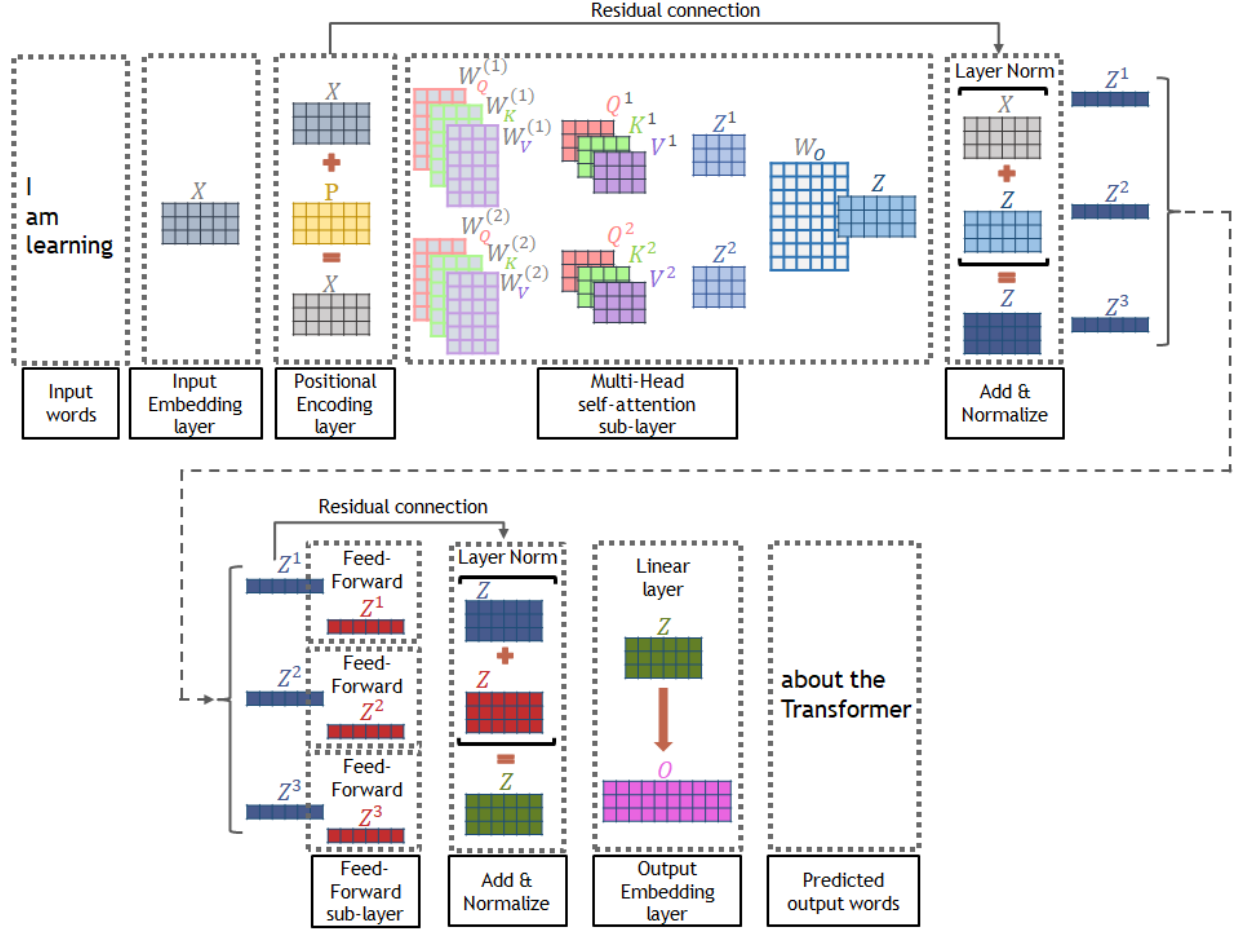 Residual connection
I
am
learning
X
X
+
P
=
X
W_Q^{(1)}
W_K^{(1)}
W_V^{(1)}
Q^1
K^1
V^1
Z^1
W_Q^{(2)}
W_K^{(2)}
W_V^{(2)}
Q^2
K^2
V^2
Z^2
W_O
Z
Layer Norm
X
+
Z
=
Z
Z^1
Z^2
Z^3
Input
words
Input
Embedding
layer
Positional
Encoding
layer
Multi-Head
self-attention
sub-layer
Add &
Normalize
Residual connection
Z^1
Z^2
Z^3
Feed-
Forward
Z^1
Feed-
Forward
Z^2
Feed-
Forward
Z^3
Layer Norm
Z
+
Z
=
Z
Linear
layer
Z
O
about the
Transformer
Feed-
Forward
sub-layer
Add &
Normalize
Output
Embedding
layer
Predicted
output words